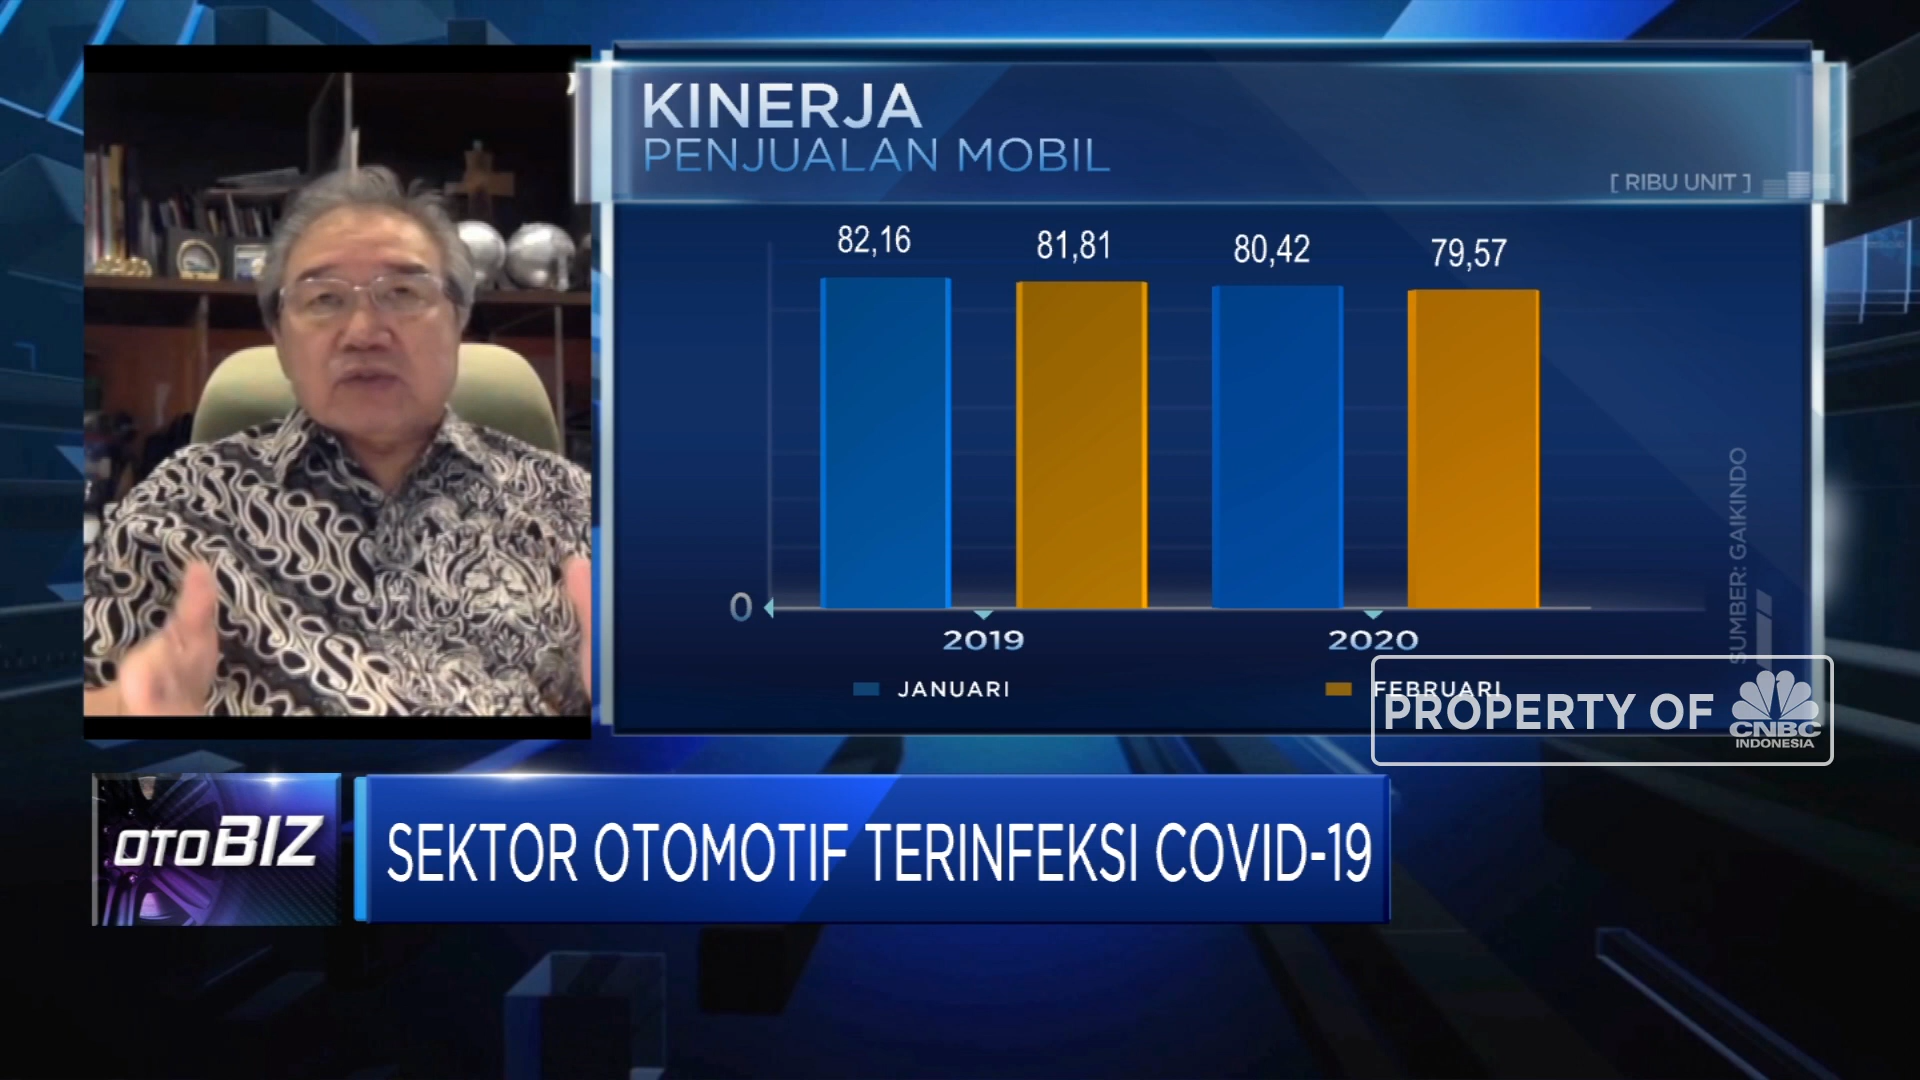 KINERJA
PENJUALAN MOBIL
[ RIBU UNIT ]
82,16
81,81
80,42
79,57
0
2019
2020
JANUARI
FEBRUARI
SUMBER: GAIKINDO
PROPERTY OF
CNBC
INDONESIA
OTOBIZ
SEKTOR OTOMOTIF TERINFEKSI COVID-19